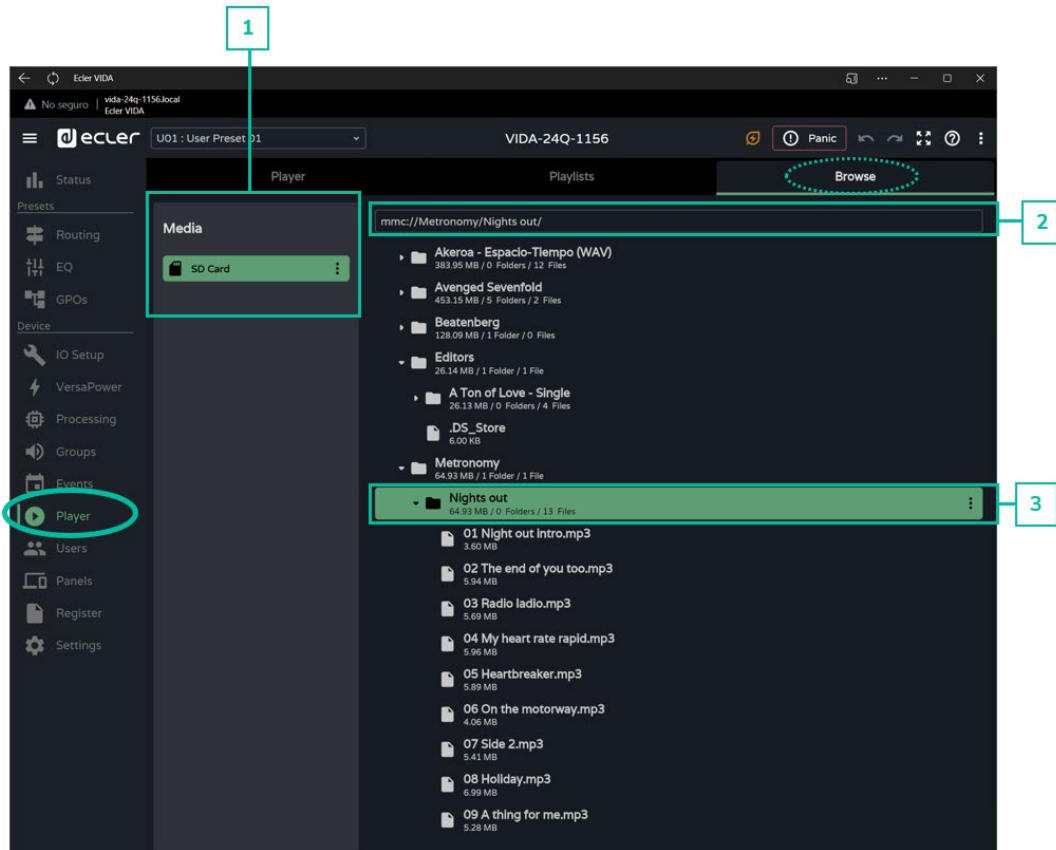 1
Ecler VIDA
No seguro
vida-24q-1156.local
Ecler VIDA
ecler
U01 : User Preset 01
VIDA-24Q-1156
Panic
Status
Presets
Routing
EQ
GPOs
Device
IO Setup
VersaPower
Processing
Groups
Events
Player
Users
Panels
Register
Settings
Player
Playlists
Browse
Media
SD Card
mmc://Metronomy/Nights out/
2
Akeroa - Espacio-Tiempo (WAV)
383.95 MB / 0 Folders / 12 Files
Avenged Sevenfold
453.15 MB / 5 Folders / 2 Files
Beatenberg
128.09 MB / 1 Folder / 0 Files
Editors
26.14 MB / 1 Folder / 1 File
A Ton of Love - Single
26.13 MB / 0 Folders / 4 Files
.DS_Store
6.00 KB
Metronomy
64.93 MB / 1 Folder / 1 File
Nights out
64.93 MB / 0 Folders / 13 Files
3
01 Night out intro.mp3
3.60 MB
02 The end of you too.mp3
5.94 MB
03 Radio ladio.mp3
5.69 MB
04 My heart rate rapid.mp3
5.96 MB
05 Heartbreaker.mp3
5.89 MB
06 On the motorway.mp3
4.06 MB
07 Side 2.mp3
5.41 MB
08 Holiday.mp3
6.99 MB
09 A thing for me.mp3
5.28 MB